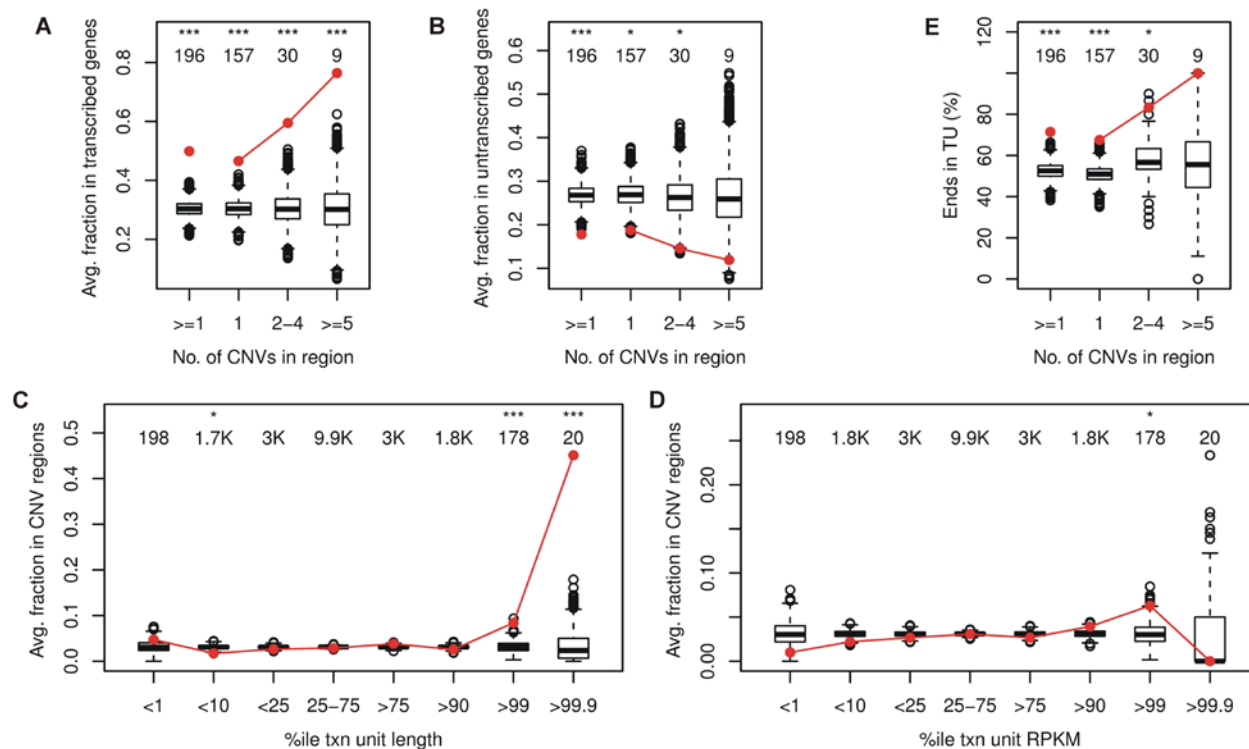 A
*** *** *** ***
196 157 30 9
Avg. fraction in transcribed genes
0.8
0.6
0.4
0.2
>=1 1 2-4 >=5
No. of CNVs in region
B
*** * *
196 157 30 9
Avg. fraction in untranscribed genes
0.6
0.5
0.4
0.3
0.2
0.1
>=1 1 2-4 >=5
No. of CNVs in region
E
*** *** *
196 157 30 9
Ends in TU (%)
120
80
60
40
20
0
>=1 1 2-4 >=5
No. of CNVs in region
C
* *** ***
198 1.7K 3K 9.9K 3K 1.8K 178 20
Avg. fraction in CNV regions
0.5
0.4
0.3
0.2
0.1
0.0
<1 <10 <25 25-75 >75 >90 >99 >99.9
%ile txn unit length
D
*
198 1.8K 3K 9.9K 3K 1.8K 178 20
Avg. fraction in CNV regions
0.20
0.10
0.00
<1 <10 <25 25-75 >75 >90 >99 >99.9
%ile txn unit RPKM